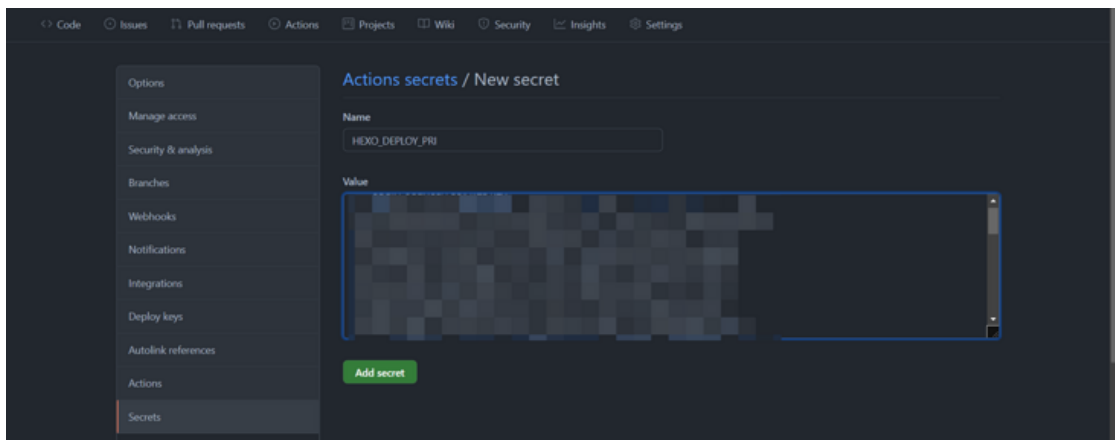 Code Issues Pull requests Actions Projects Wiki Security Insights Settings
Options
Manage access
Security & analysis
Branches
Webhooks
Notifications
Integrations
Deploy keys
Autolink references
Actions
Secrets
Actions secrets / New secret
Name
HEXO_DEPLOY_PRI
Value
Add secret